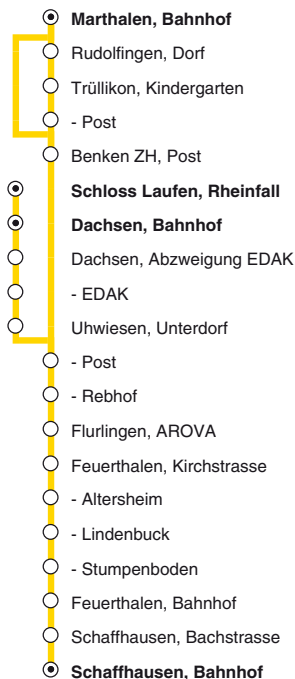 Marthalen, Bahnhof
Rudolfingen, Dorf
Trüllikon, Kindergarten
- Post
Benken ZH, Post
Schloss Laufen, Rheinfall
Dachsen, Bahnhof
Dachsen, Abzweigung EDAK
- EDAK
Uhwiesen, Unterdorf
- Post
- Rebhof
Flurlingen, AROVA
Feuerthalen, Kirchstrasse
- Altersheim
- Lindenbuck
- Stumpenboden
Feuerthalen, Bahnhof
Schaffhausen, Bachstrasse
Schaffhausen, Bahnhof